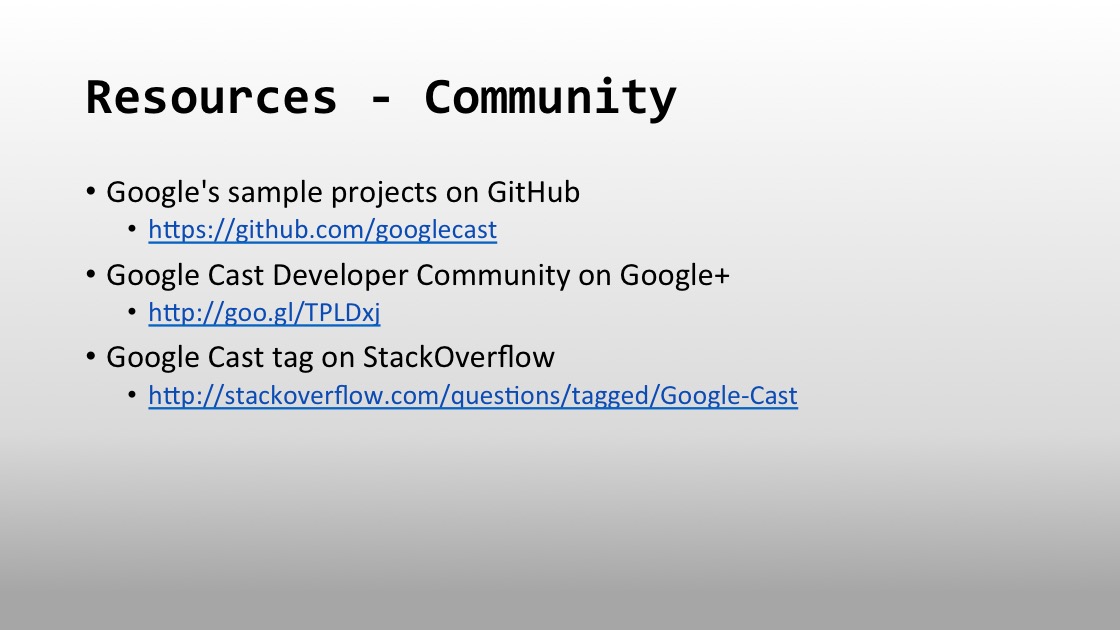 Resources - Community
• Google's sample projects on GitHub
• https://github.com/googlecast
• Google Cast Developer Community on Google+
• http://goo.gl/TPLDxj
• Google Cast tag on StackOverflow
• http://stackoverflow.com/questions/tagged/Google-Cast